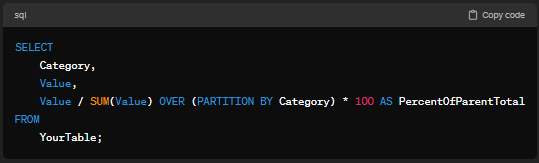 sql
Copy code
SELECT
    Category,
    Value,
    Value / SUM(Value) OVER (PARTITION BY Category) * 100 AS PercentOfParentTotal
FROM
    YourTable;